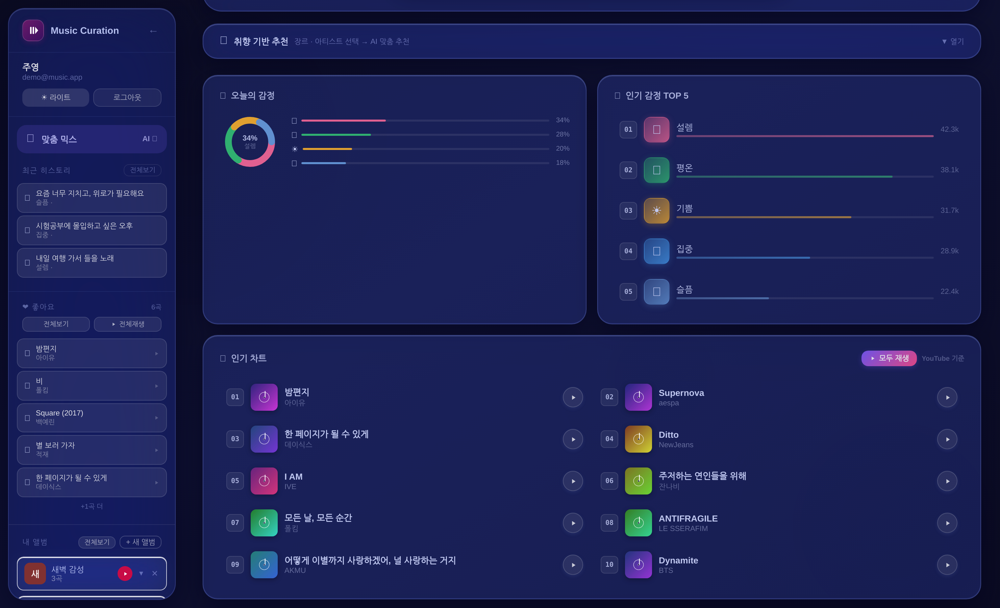 Music Curation ←
주영
demo@music.app
☀ 라이트
로그아웃
맞춤 믹스
AI
최근 히스토리
전체보기
요즘 너무 지치고, 위로가 필요해요
슬픔 ·
시험공부에 몰입하고 싶은 오후
집중 ·
내일 여행 가서 들을 노래
설렘 ·
❤ 좋아요
6곡
전체보기
▶ 전체재생
밤편지
아이유
비
폴킴
Square (2017)
백예린
별 보러 가자
적재
한 페이지가 될 수 있게
데이식스
+1곡 더
내 앨범
전체보기
+ 새 앨범
새
새벽 감성
3곡
▼ ✕
취향 기반 추천
장르 · 아티스트 선택 → AI 맞춤 추천
▼ 열기
오늘의 감정
34%
설렘
34%
28%
20%
18%
인기 감정 TOP 5
01
설렘
42.3k
02
평온
38.1k
03
기쁨
31.7k
04
집중
28.9k
05
슬픔
22.4k
인기 차트
▶ 모두 재생
YouTube 기준
01
밤편지
아이유
02
Supernova
aespa
03
한 페이지가 될 수 있게
데이식스
04
Ditto
NewJeans
05
I AM
IVE
06
주저하는 연인들을 위해
잔나비
07
모든 날, 모든 순간
폴킴
08
ANTIFRAGILE
LE SSERAFIM
09
어떻게 이별까지 사랑하겠어, 널 사랑하는 거지
AKMU
10
Dynamite
BTS